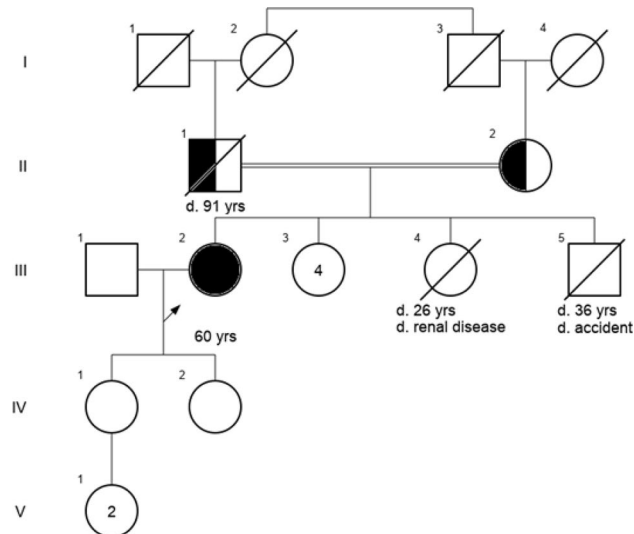 1 2 3 4
I
1 2
II
d. 91 yrs
1 2 3 4 5
III 4
d. 26 yrs d. 36 yrs
d. renal disease d. accident
60 yrs
1 2
IV
1
V 2